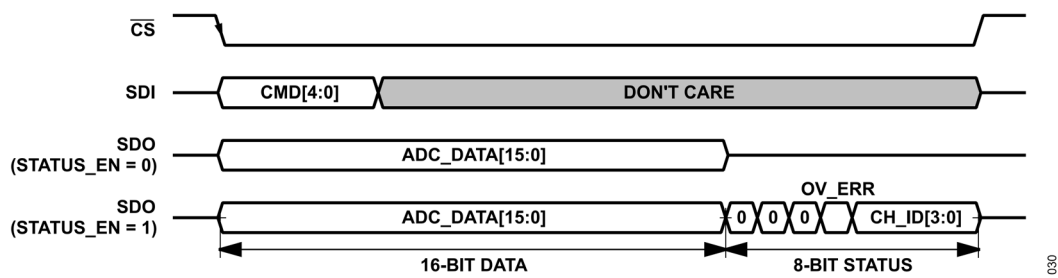 CS
SDI
CMD[4:0]
DON'T CARE
SDO
(STATUS_EN = 0)
ADC_DATA[15:0]
OV_ERR
SDO
(STATUS_EN = 1)
ADC_DATA[15:0]
0
0
0
CH_ID[3:0]
16-BIT DATA
8-BIT STATUS
030